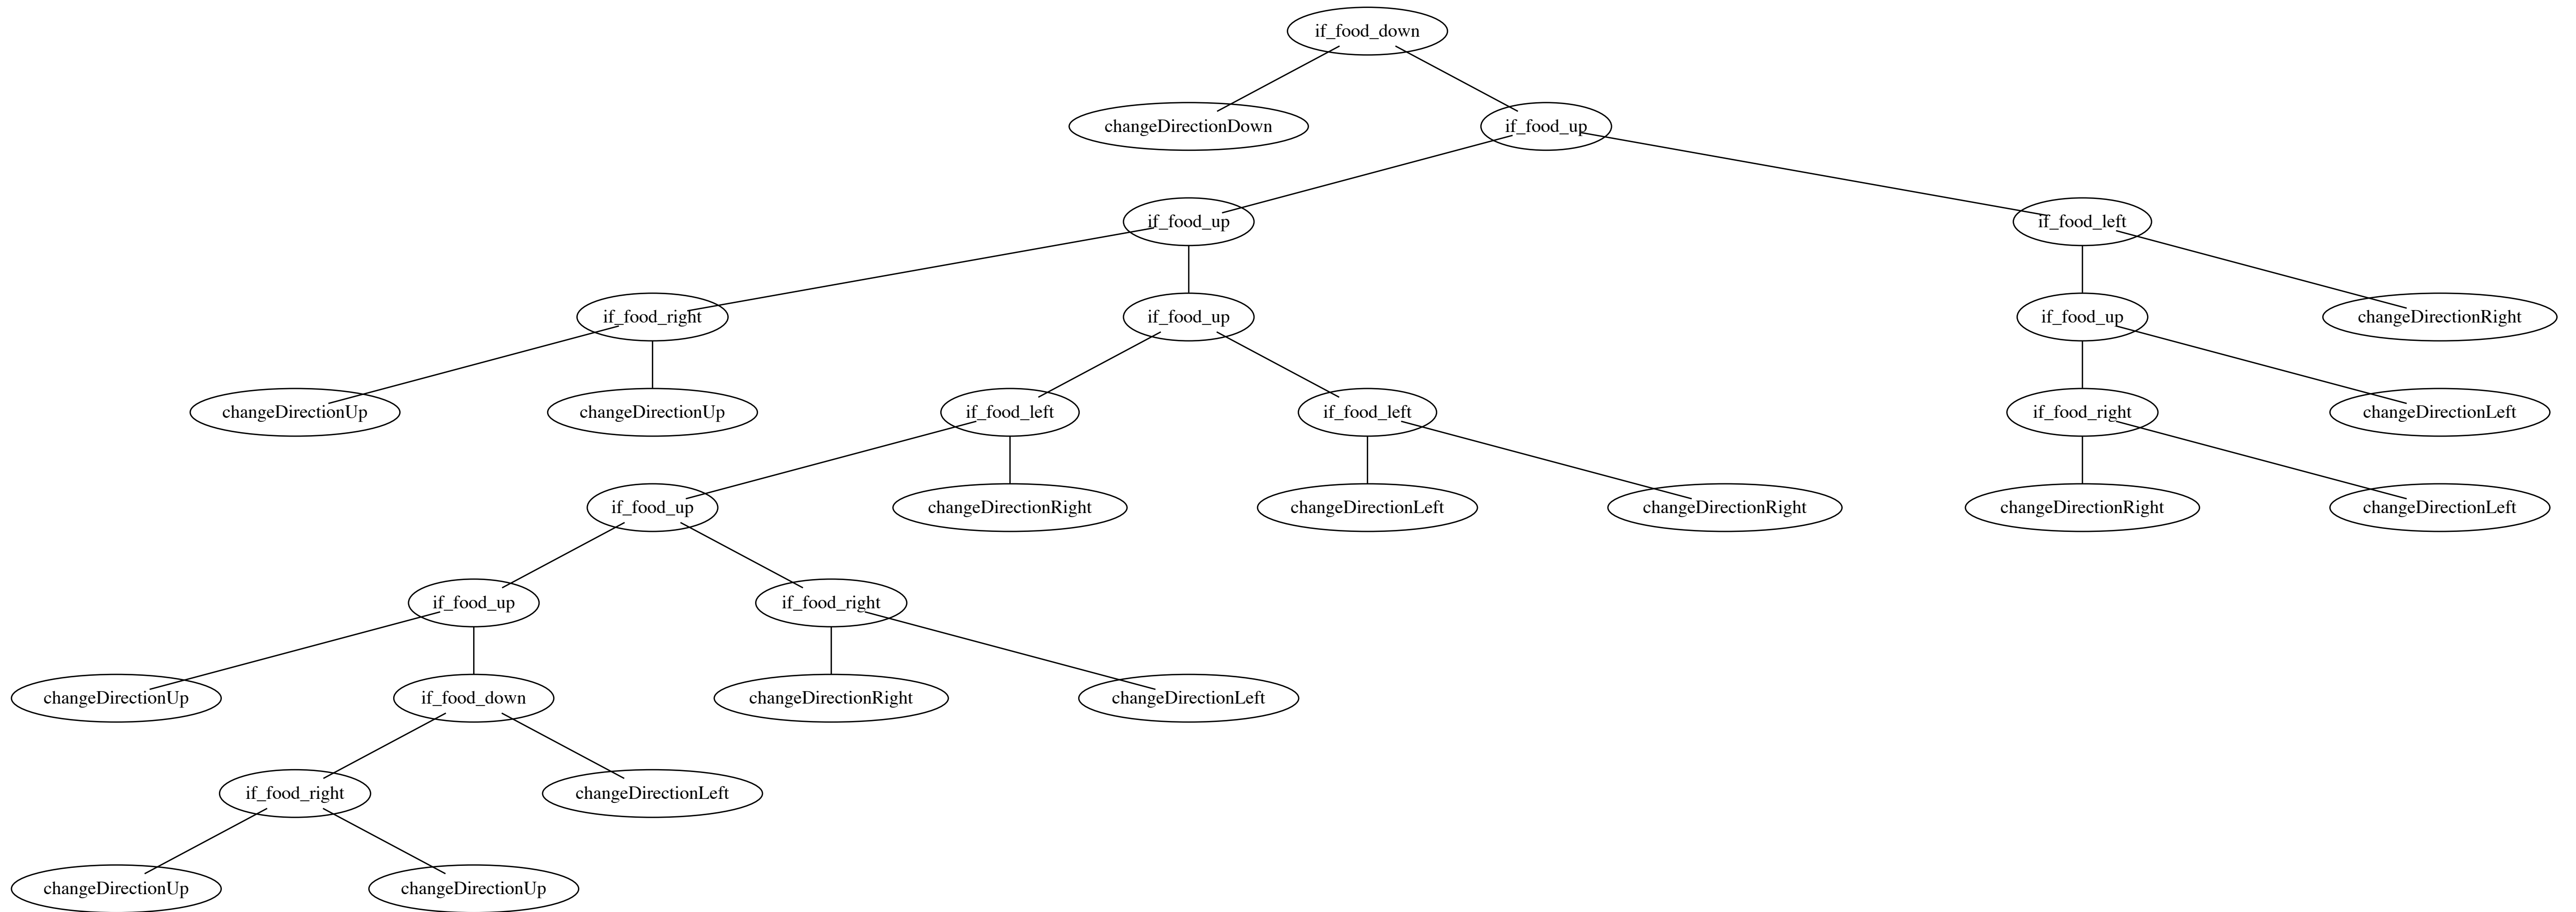 if_food_down
changeDirectionDown
if_food_up
if_food_up
if_food_left
if_food_right
if_food_up
if_food_up
changeDirectionRight
changeDirectionUp
changeDirectionUp
if_food_left
if_food_left
if_food_right
changeDirectionLeft
if_food_up
changeDirectionRight
changeDirectionLeft
changeDirectionRight
changeDirectionRight
changeDirectionLeft
if_food_up
if_food_right
changeDirectionUp
if_food_down
changeDirectionRight
changeDirectionLeft
if_food_right
changeDirectionLeft
changeDirectionUp
changeDirectionUp